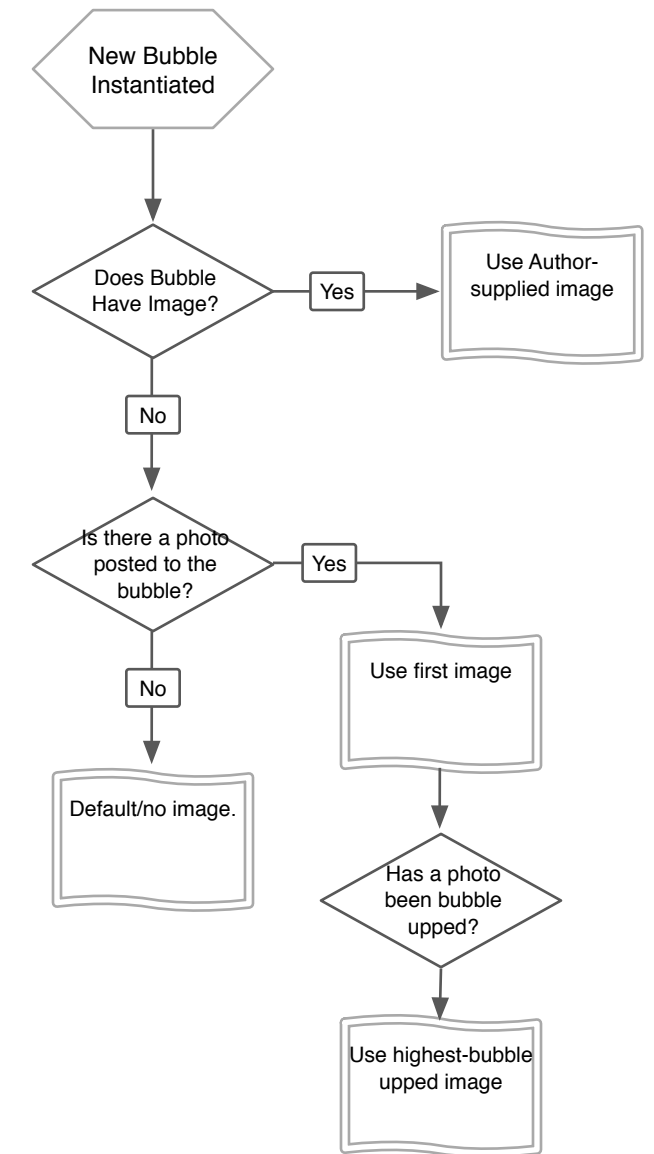 New Bubble
Instantiated
Does Bubble
Have Image?
Yes
Use Author-
supplied image
No
Is there a photo
posted to the
bubble?
Yes
Use first image
No
Default/no image.
Has a photo
been bubble
upped?
Use highest-bubble
upped image